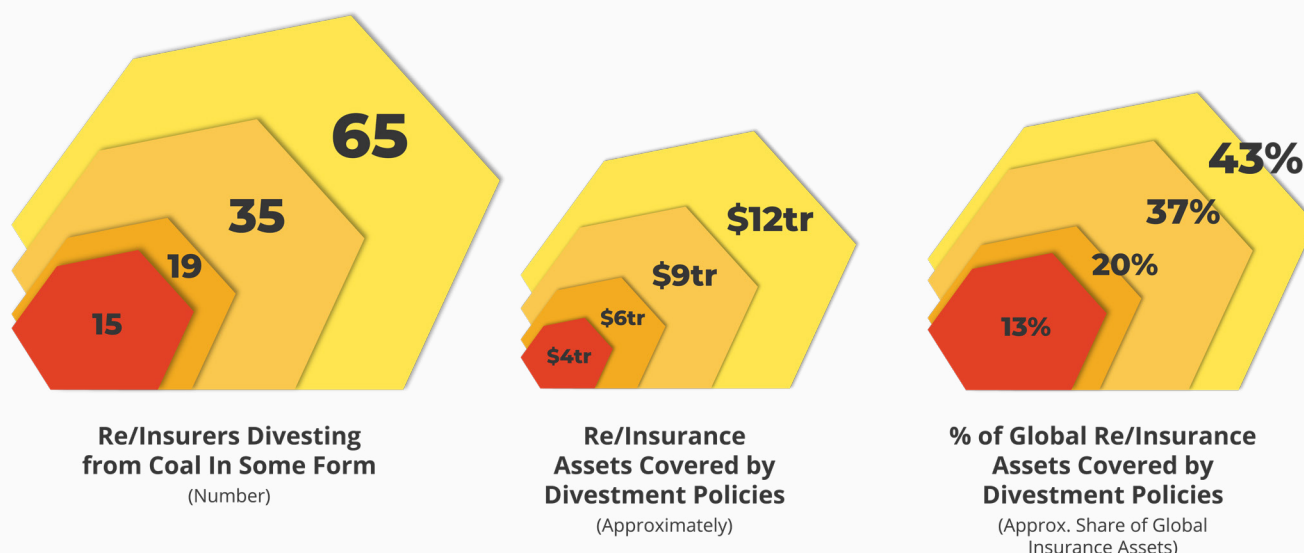 65
35
19
15
Re/Insurers Divesting
from Coal In Some Form
(Number)
$12tr
$9tr
$6tr
$4tr
Re/Insurance
Assets Covered by
Divestment Policies
(Approximately)
43%
37%
20%
13%
% of Global Re/Insurance
Assets Covered by
Divestment Policies
(Approx. Share of Global
Insurance Assets)